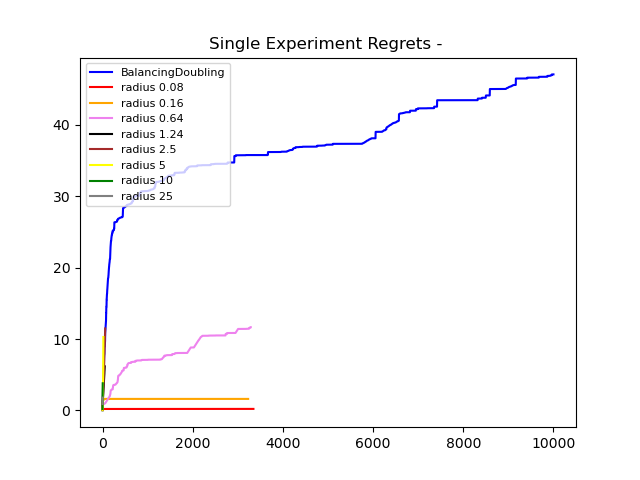 Single Experiment Regrets -
BalancingDoubling
radius 0.08
radius 0.16
radius 0.64
radius 1.24
radius 2.5
radius 5
radius 10
radius 25
40
30
20
10
0
0 2000 4000 6000 8000 10000